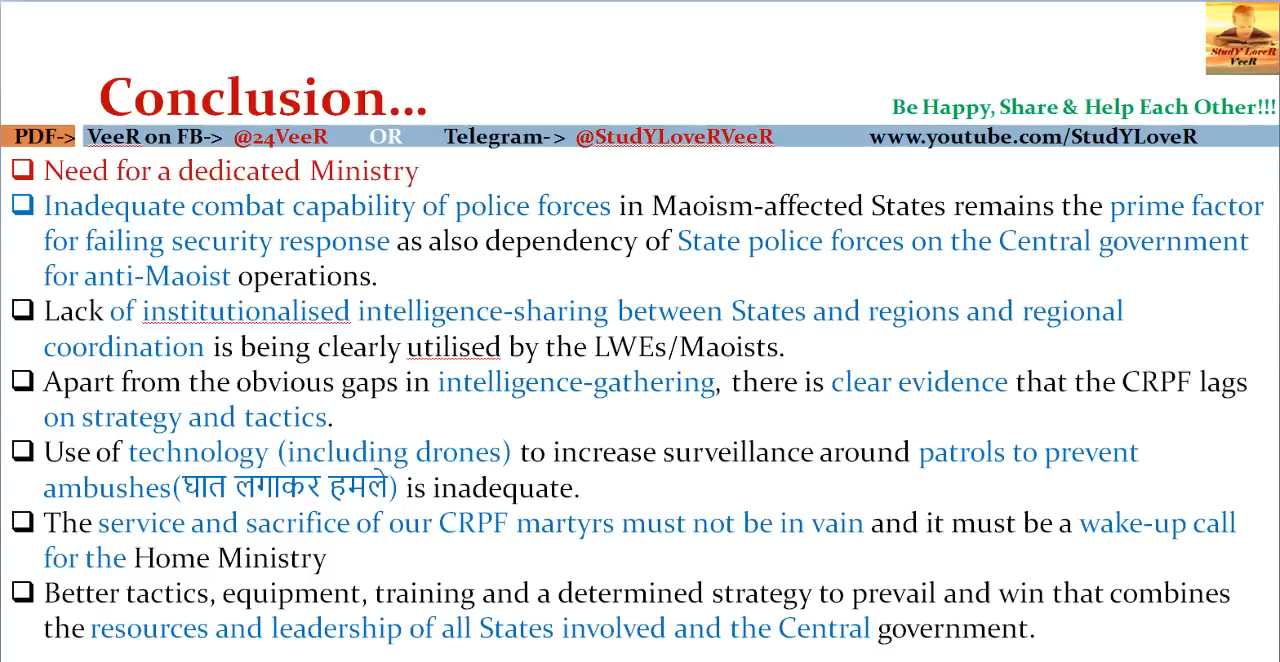 StudY LoveR
VeeR
Conclusion...
Be Happy, Share & Help Each Other!!!
PDF-> VeeR on FB-> @24VeeR OR Telegram-> @StudYLoveRVeeR www.youtube.com/StudYLoveR
❑ Need for a dedicated Ministry
❑ Inadequate combat capability of police forces in Maoism-affected States remains the prime factor
for failing security response as also dependency of State police forces on the Central government
for anti-Maoist operations.
❑ Lack of institutionalised intelligence-sharing between States and regions and regional
coordination is being clearly utilised by the LWEs/Maoists.
❑ Apart from the obvious gaps in intelligence-gathering, there is clear evidence that the CRPF lags
on strategy and tactics.
❑ Use of technology (including drones) to increase surveillance around patrols to prevent
ambushes(घात लगाकर हमले) is inadequate.
❑ The service and sacrifice of our CRPF martyrs must not be in vain and it must be a wake-up call
for the Home Ministry
❑ Better tactics, equipment, training and a determined strategy to prevail and win that combines
the resources and leadership of all States involved and the Central government.